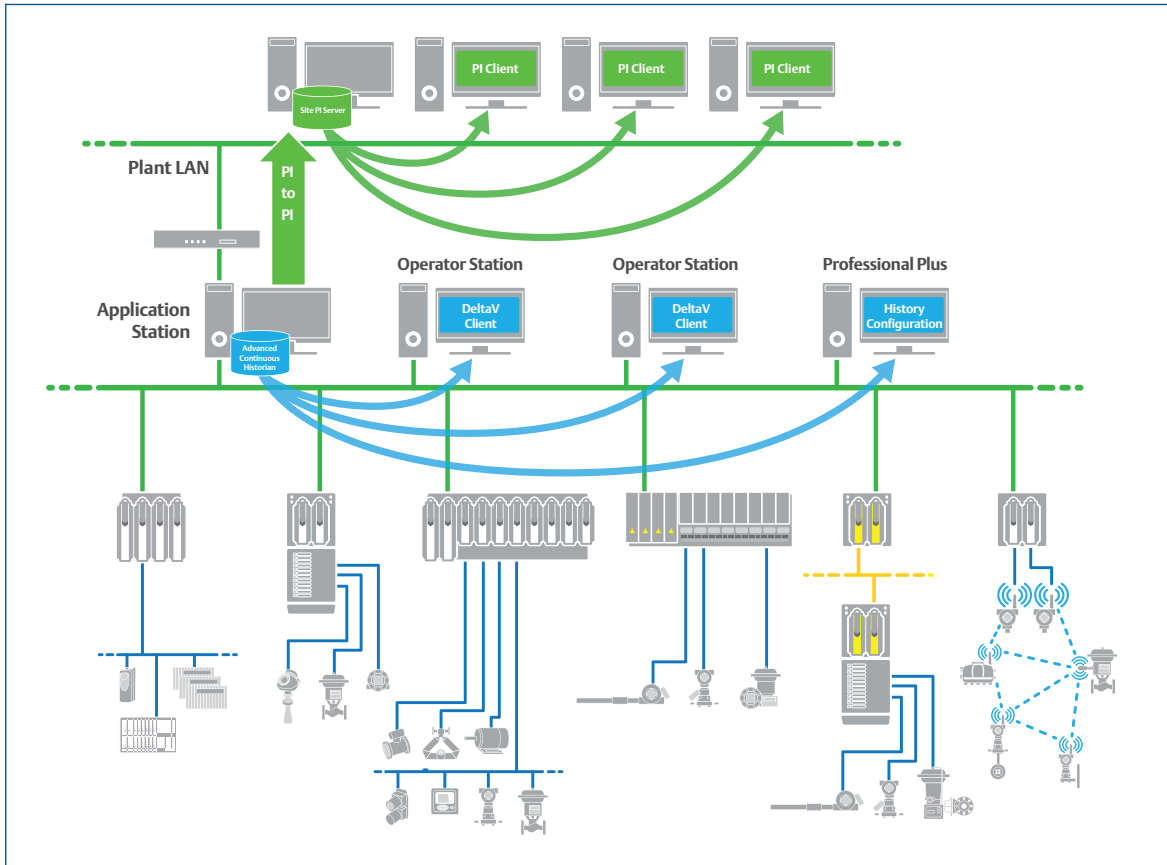 PI Client
PI Client
PI Client
Site PI Server
Plant LAN
PI
to
PI
Operator Station
Operator Station
Professional Plus
Application
Station
DeltaV
Client
DeltaV
Client
History
Configuration
Advanced
Continuous
Historian